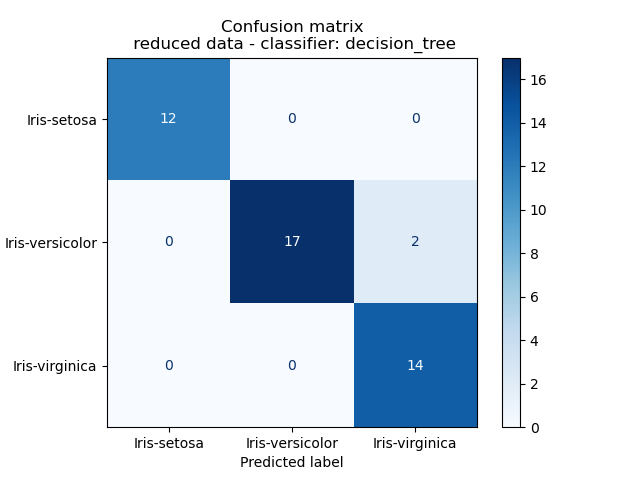 Confusion matrix
reduced data - classifier: decision_tree
Iris-setosa 12 0 0
Iris-versicolor 0 17 2
Iris-virginica 0 0 14
Iris-setosa Iris-versicolor Iris-virginica
Predicted label
16
14
12
10
8
6
4
2
0